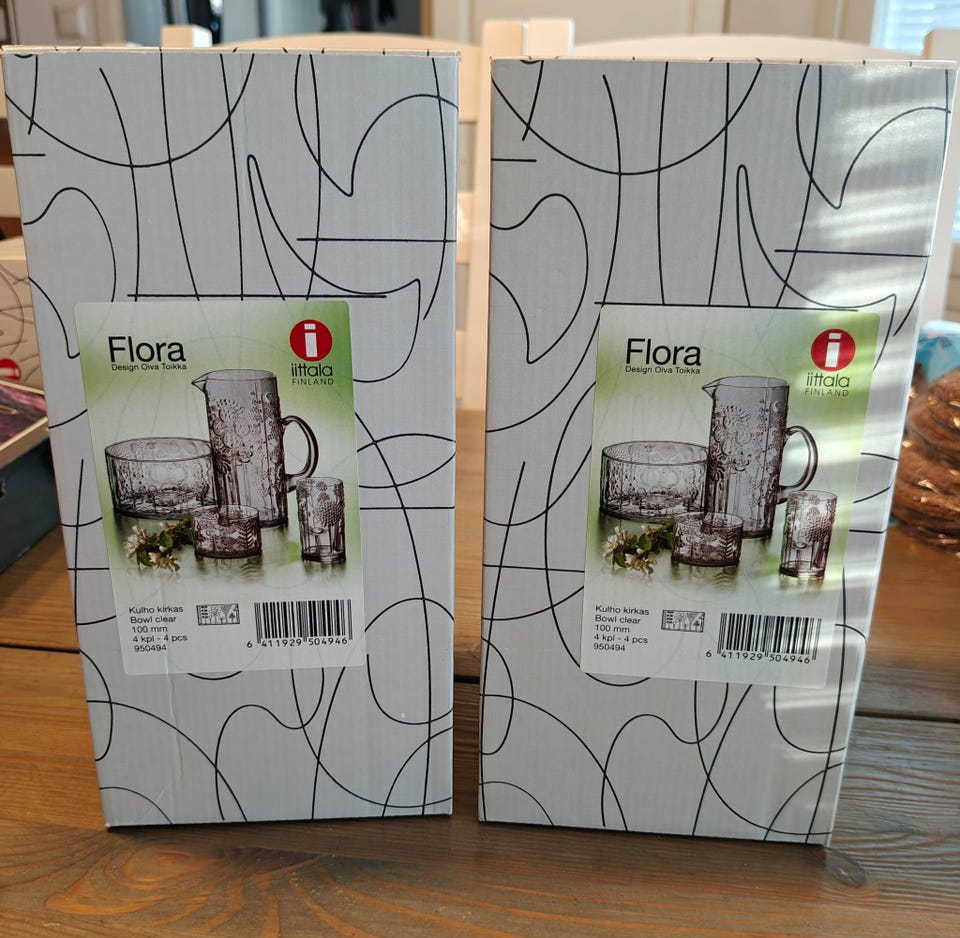 Flora
Design Oiva Toikka
i
iittala
FINLAND
Kulho kirkas
Bowl clear
100 mm
4 kpl - 4 pcs
950494
6 411929 504946
Flora
Design Oiva Toikka
i
iittala
FINLAND
Kulho kirkas
Bowl clear
100 mm
4 kpl - 4 pcs
950494
6 411929 504946